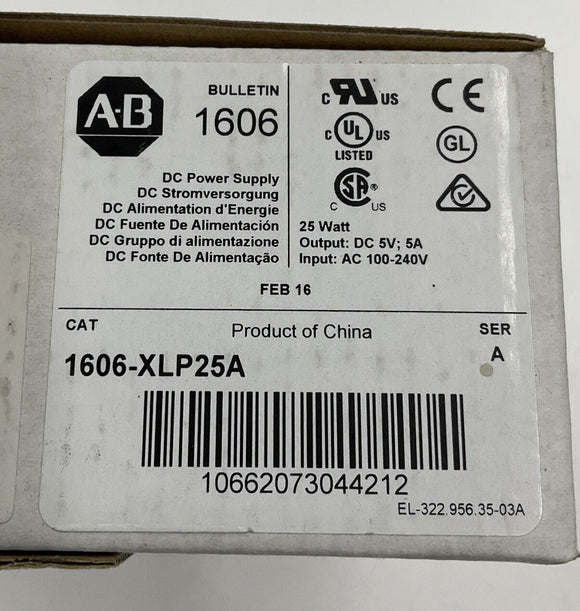 A·B
BULLETIN
1606
DC Power Supply
DC Stromversorgung
DC Alimentation d'Energie
DC Fuente De Alimentación
DC Gruppo di alimentazione
DC Fonte De Alimentação
c RU US
CE
c UL US
LISTED
GL
SA®
C US
25 Watt
Output: DC 5V; 5A
Input: AC 100-240V
FEB 16
CAT
Product of China
SER
1606-XLP25A
A
10662073044212
EL-322.956.35-03A